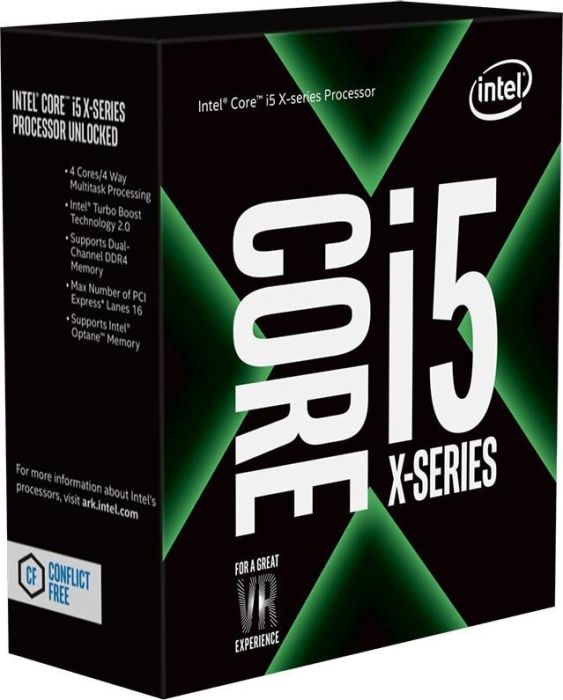 INTEL® CORE™ i5 X-SERIES
PROCESSOR UNLOCKED
• 4 Cores/4 Way
Multitask Processing
• Intel® Turbo Boost
Technology 2.0
• Supports Dual-
Channel DDR4
Memory
• Max Number of PCI
Express* Lanes 16
• Supports Intel®
Optane™ Memory
For more information about Intel's
processors, visit ark.intel.com
CF
CONFLICT
FREE
Intel® Core™ i5 X-series Processor
intel®
CORE
i5
X-SERIES
FOR A GREAT
VR
EXPERIENCE